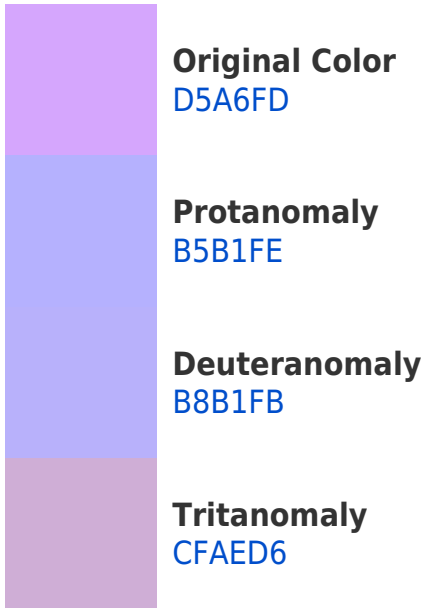 Original Color
D5A6FD
Protanomaly
B5B1FE
Deuteranomaly
B8B1FB
Tritanomaly
CFAED6